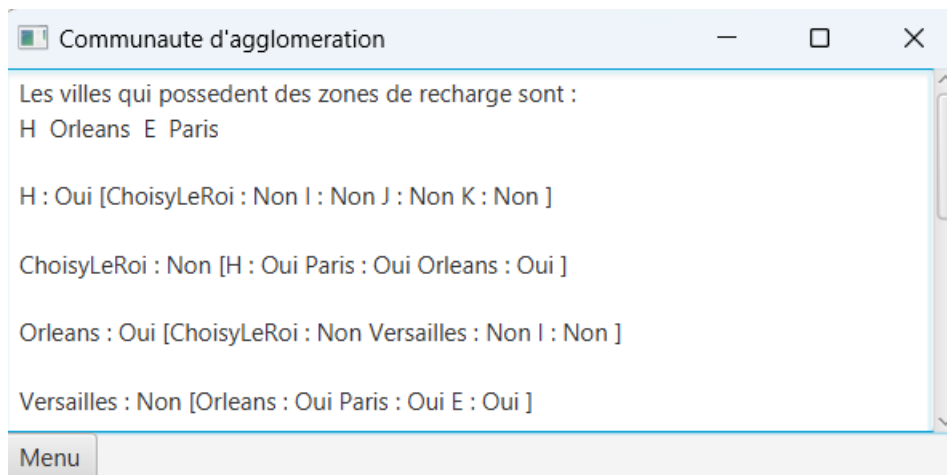 Communaute d'agglomeration
Les villes qui possedent des zones de recharge sont :
H Orleans E Paris
H : Oui [ChoisyLeRoi : Non I : Non J : Non K : Non ]
ChoisyLeRoi : Non [H : Oui Paris : Oui Orleans : Oui ]
Orleans : Oui [ChoisyLeRoi : Non Versailles : Non I : Non ]
Versailles : Non [Orleans : Oui Paris : Oui E : Oui ]
Menu